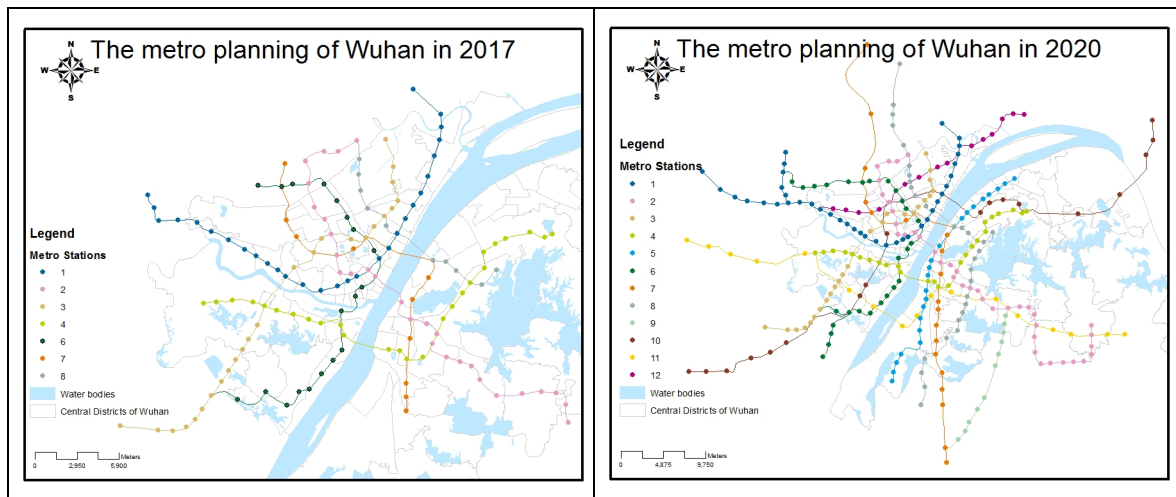 The metro planning of Wuhan in 2017
N
W E
S
Legend
Metro Stations
1
2
3
4
6
7
8
Water bodies
Central Districts of Wuhan
Meters
0 2,950 5,900
The metro planning of Wuhan in 2020
N
W E
S
Legend
Metro Stations
1
2
3
4
5
6
7
8
9
10
11
12
Water bodies
Central Districts of Wuhan
Meters
0 4,875 9,750